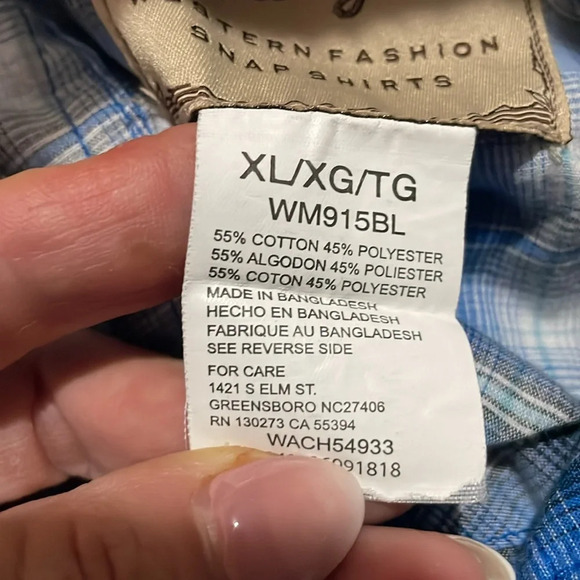 WESTERN FASHION
SNAP SHIRTS
XL/XG/TG
WM915BL
55% COTTON 45% POLYESTER
55% ALGODON 45% POLIESTER
55% COTON 45% POLYESTER
MADE IN BANGLADESH
HECHO EN BANGLADESH
FABRIQUE AU BANGLADESH
SEE REVERSE SIDE
FOR CARE
1421 S ELM ST.
GREENSBORO NC27406
RN 130273 CA 55394
WACH54933